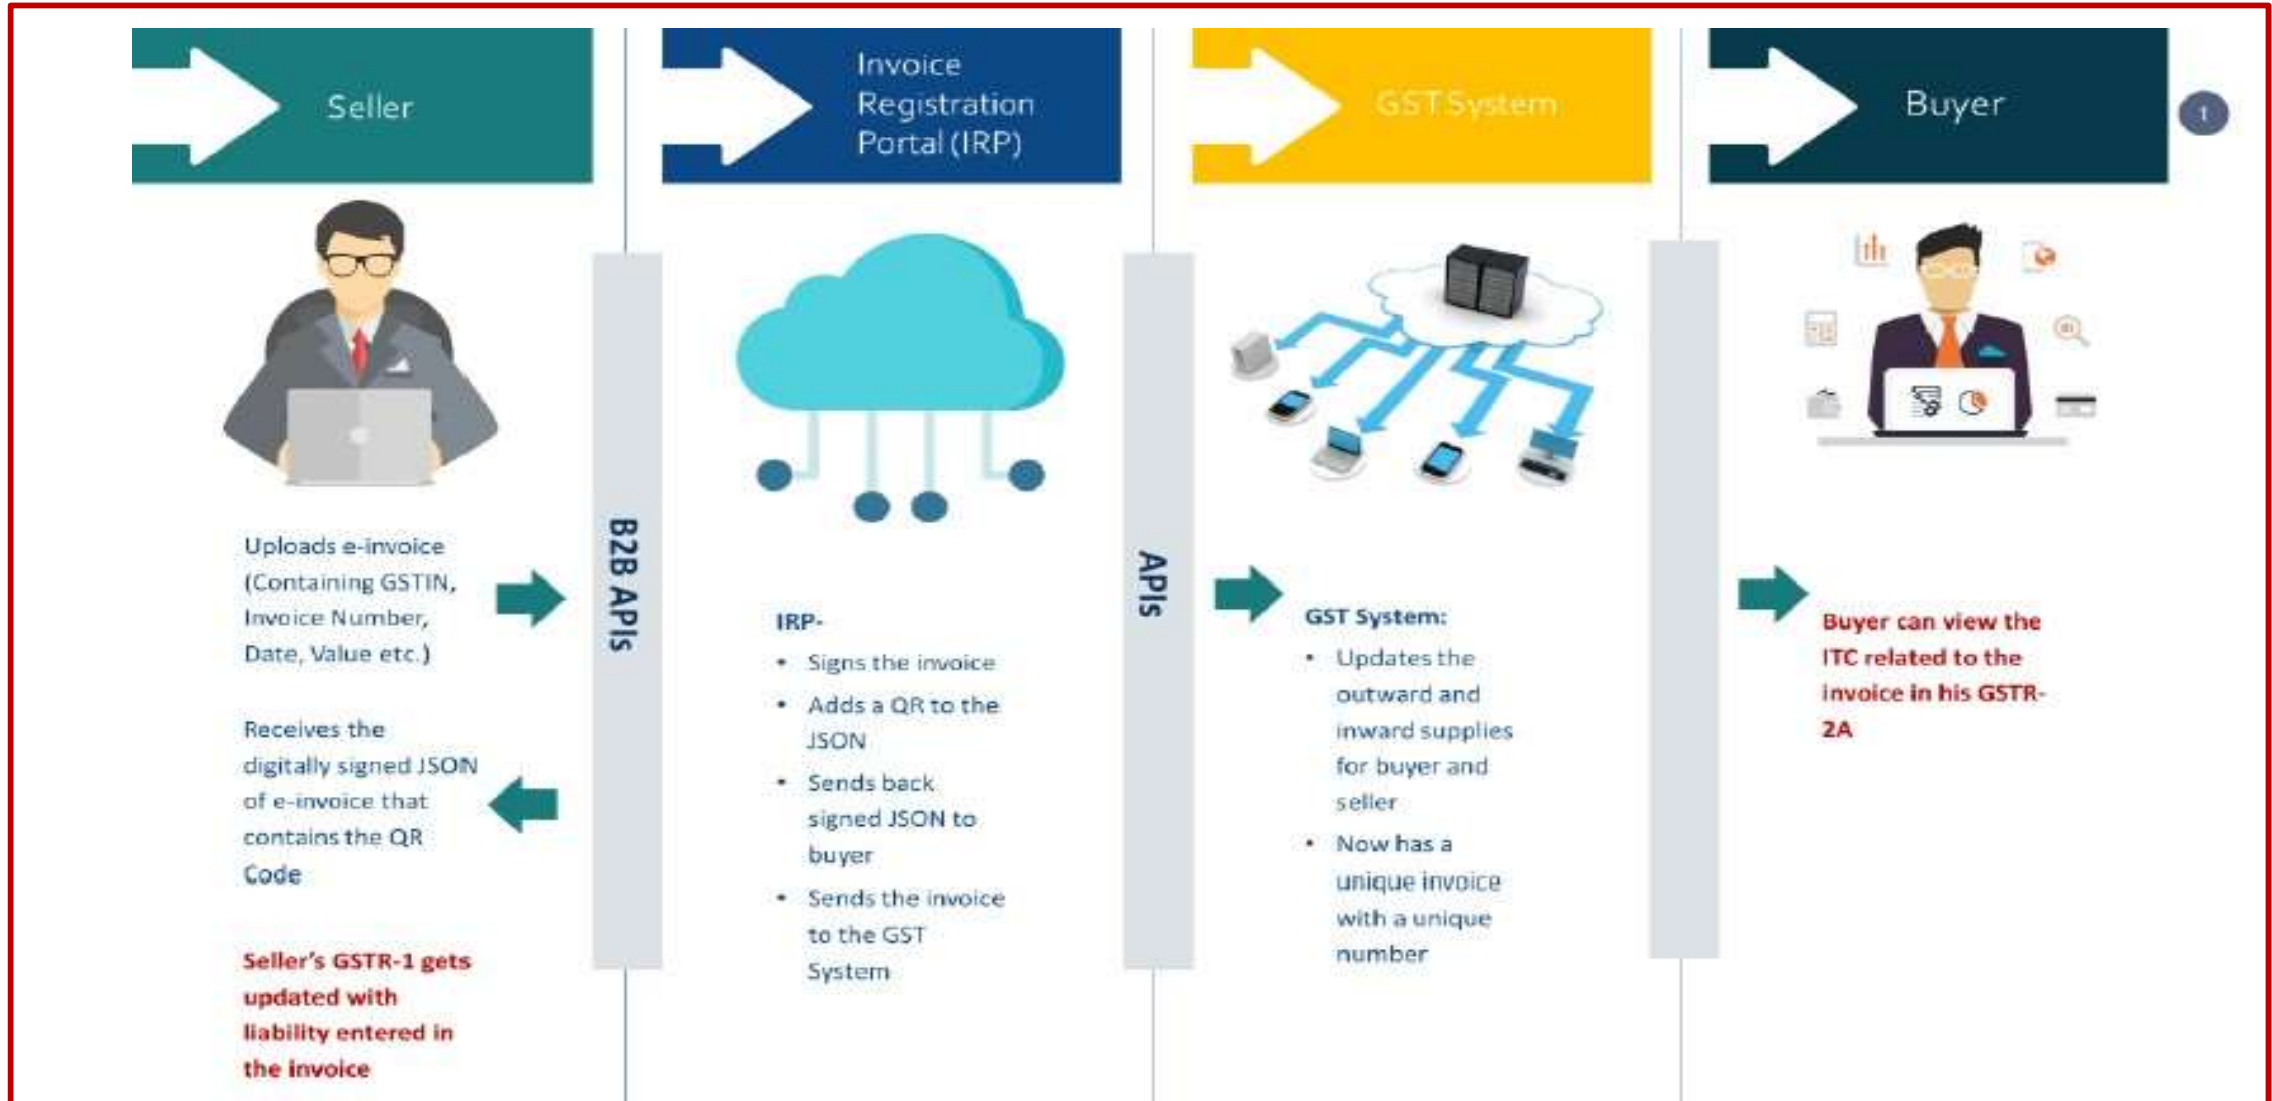 Seller
Invoice
Registration
Portal (IRP)
GST System
Buyer
1
Uploads e-invoice
(Containing GSTIN,
Invoice Number,
Date, Value etc.)
Receives the
digitally signed JSON
of e-invoice that
contains the QR
Code
Seller's GSTR-1 gets
updated with
liability entered in
the invoice
B2B APIs
IRP-
• Signs the invoice
• Adds a QR to the
JSON
• Sends back
signed JSON to
buyer
• Sends the invoice
to the GST
System
APIs
GST System:
• Updates the
outward and
inward supplies
for buyer and
seller
• Now has a
unique invoice
with a unique
number
Buyer can view the
ITC related to the
invoice in his GSTR-
2A